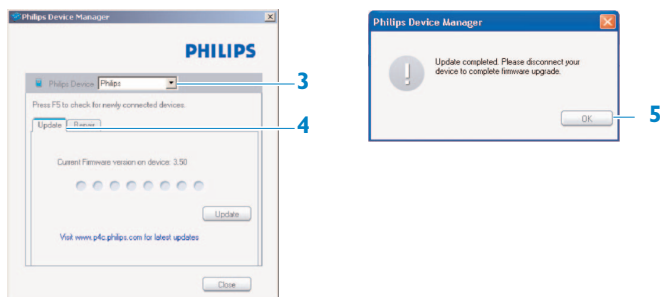 Philips Device Manager
PHILIPS
Philips Device Philips
3
Press F5 to check for newly connected devices.
Update Repair
4
Current Firmware version on device: 3.50
Update
Visit www.p4c.philips.com for latest updates
Close
Philips Device Manager
Update completed. Please disconnect your
device to complete firmware upgrade.
OK
5